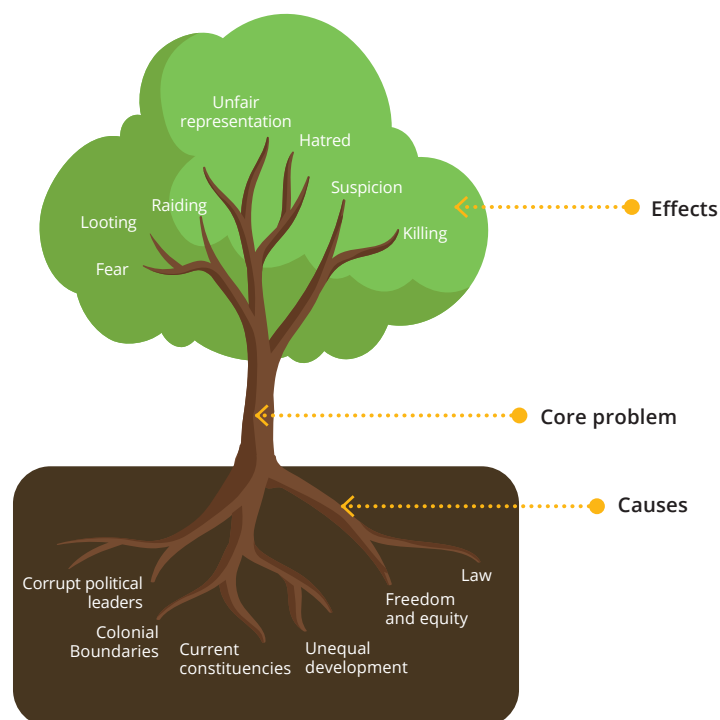 Unfair
representation
Hatred
Suspicion
Raiding
Effects
Looting
Killing
Fear
Core problem
Causes
Law
Corrupt political
leaders
Freedom
and equity
Colonial
Boundaries
Current
constituencies
Unequal
development